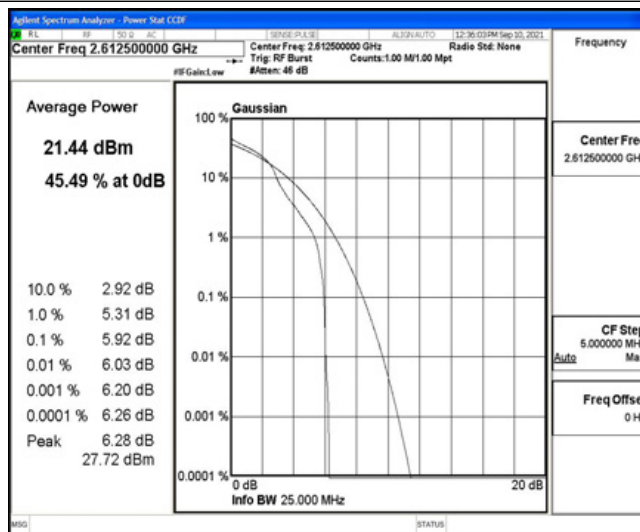 Agilent Spectrum Analyzer - Power Stat CCDF
RL RF 50 Ω AC SENSE:PULSE ALIGN AUTO 12:36:03 PM Sep 10, 2021
Center Freq 2.612500000 GHz
Center Freq: 2.612500000 GHz Radio Std: None
Trig: RF Burst Counts:1.00 M/1.00 Mpt
#IFGain:Low #Atten: 46 dB
Frequency
Average Power
21.44 dBm
45.49 % at 0dB
10.0 % 2.92 dB
1.0 % 5.31 dB
0.1 % 5.92 dB
0.01 % 6.03 dB
0.001 % 6.20 dB
0.0001 % 6.26 dB
Peak 6.28 dB
27.72 dBm
Gaussian
100 %
10 %
1 %
0.1 %
0.01 %
0.001 %
0.0001 %
0 dB 20 dB
Info BW 25.000 MHz
Center Fre
2.612500000 GH
CF Step
5.000000 MH
Auto Ma
Freq Offse
0 H
MSG STATUS